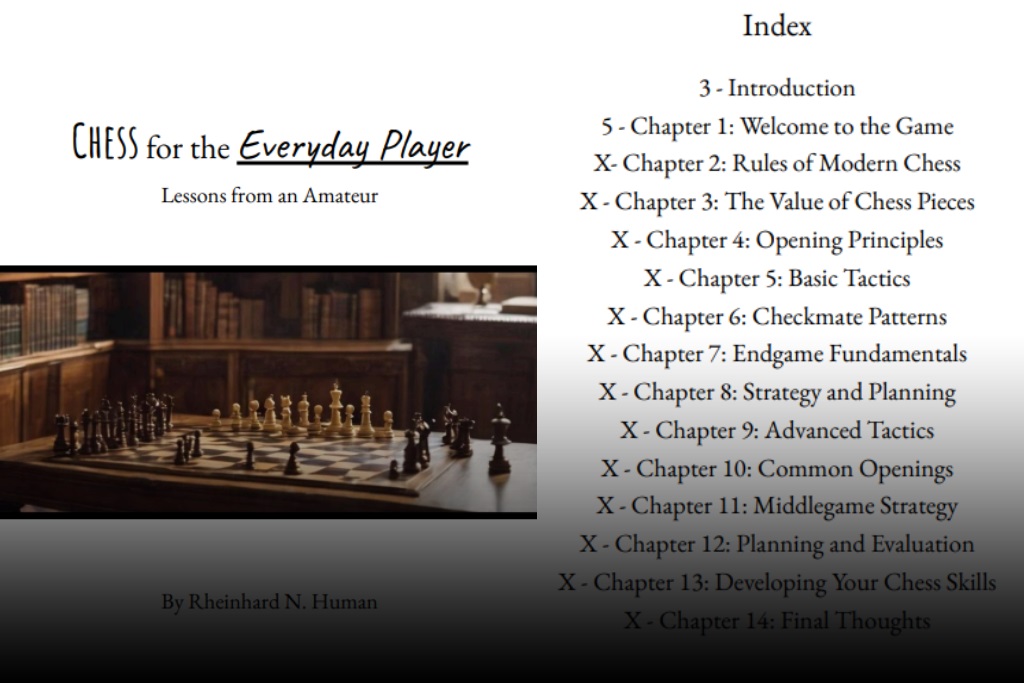 CHESS for the Everyday Player
Lessons from an Amateur
By Rheinhard N. Human
Index
3 - Introduction
5 - Chapter 1: Welcome to the Game
X- Chapter 2: Rules of Modern Chess
X - Chapter 3: The Value of Chess Pieces
X - Chapter 4: Opening Principles
X - Chapter 5: Basic Tactics
X - Chapter 6: Checkmate Patterns
X - Chapter 7: Endgame Fundamentals
X - Chapter 8: Strategy and Planning
X - Chapter 9: Advanced Tactics
X - Chapter 10: Common Openings
X - Chapter 11: Middlegame Strategy
X - Chapter 12: Planning and Evaluation
X - Chapter 13: Developing Your Chess Skills
X - Chapter 14: Final Thoughts